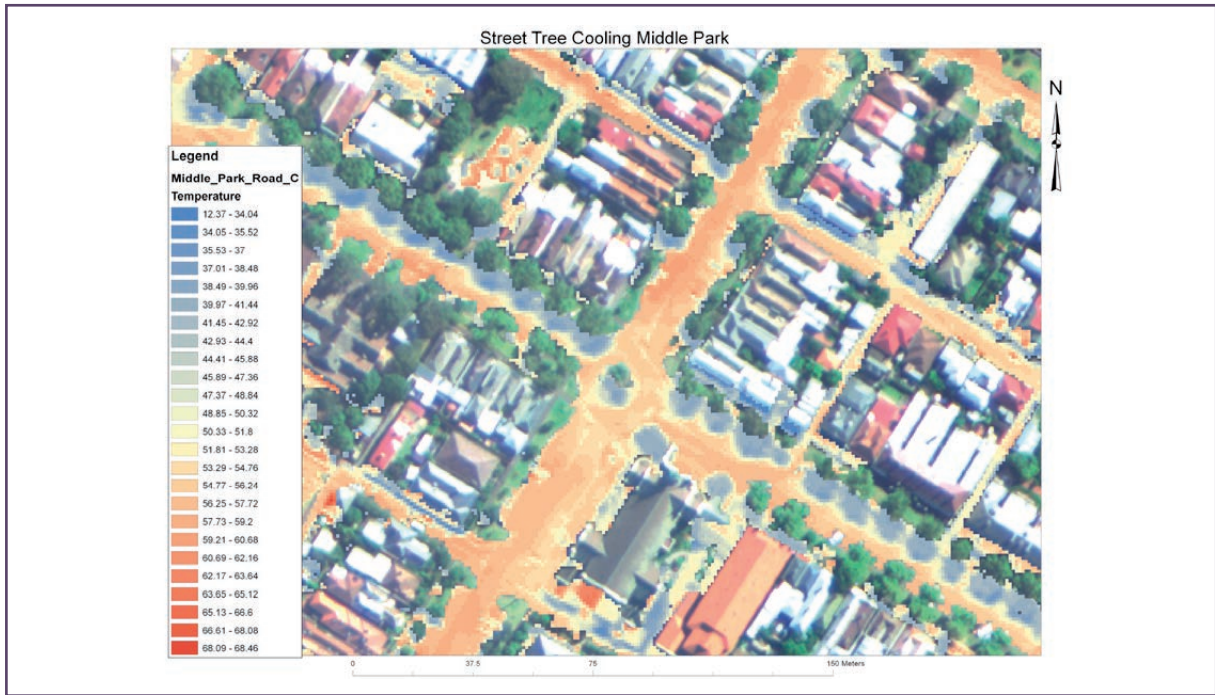 Street Tree Cooling Middle Park
N
Legend
Middle_Park_Road_C
Temperature
12.37 - 34.04
34.05 - 35.52
35.53 - 37
37.01 - 38.48
38.49 - 39.96
39.97 - 41.44
41.45 - 42.92
42.93 - 44.4
44.41 - 45.88
45.89 - 47.36
47.37 - 48.84
48.85 - 50.32
50.33 - 51.8
51.81 - 53.28
53.29 - 54.76
54.77 - 56.24
56.25 - 57.72
57.73 - 59.2
59.21 - 60.68
60.69 - 62.16
62.17 - 63.64
63.65 - 65.12
65.13 - 66.6
66.61 - 68.08
68.09 - 68.46
0 37.5 75 150 Meters